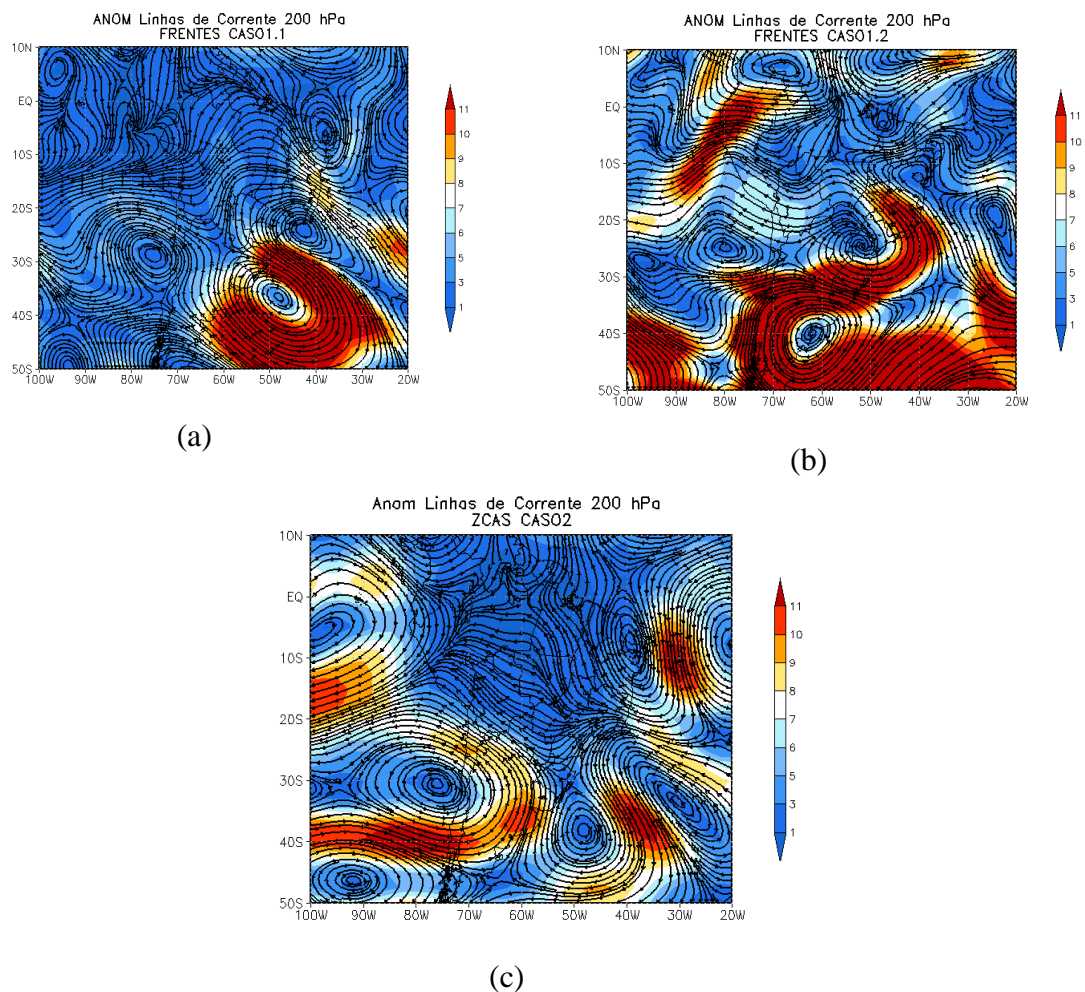 ANOM Linhas de Corrente 200 hPa
FRENTES CASO1.1
10N
EQ
10S
20S
30S
40S
50S
100W 90W 80W 70W 60W 50W 40W 30W 20W
11
10
9
8
7
6
5
3
1
(a)
ANOM Linhas de Corrente 200 hPa
FRENTES CASO1.2
10N
EQ
10S
20S
30S
40S
50S
100W 90W 80W 70W 60W 50W 40W 30W 20W
11
10
9
8
7
6
5
3
1
(b)
Anom Linhas de Corrente 200 hPa
ZCAS CASO2
10N
EQ
10S
20S
30S
40S
50S
100W 90W 80W 70W 60W 50W 40W 30W 20W
11
10
9
8
7
6
5
3
1
(c)